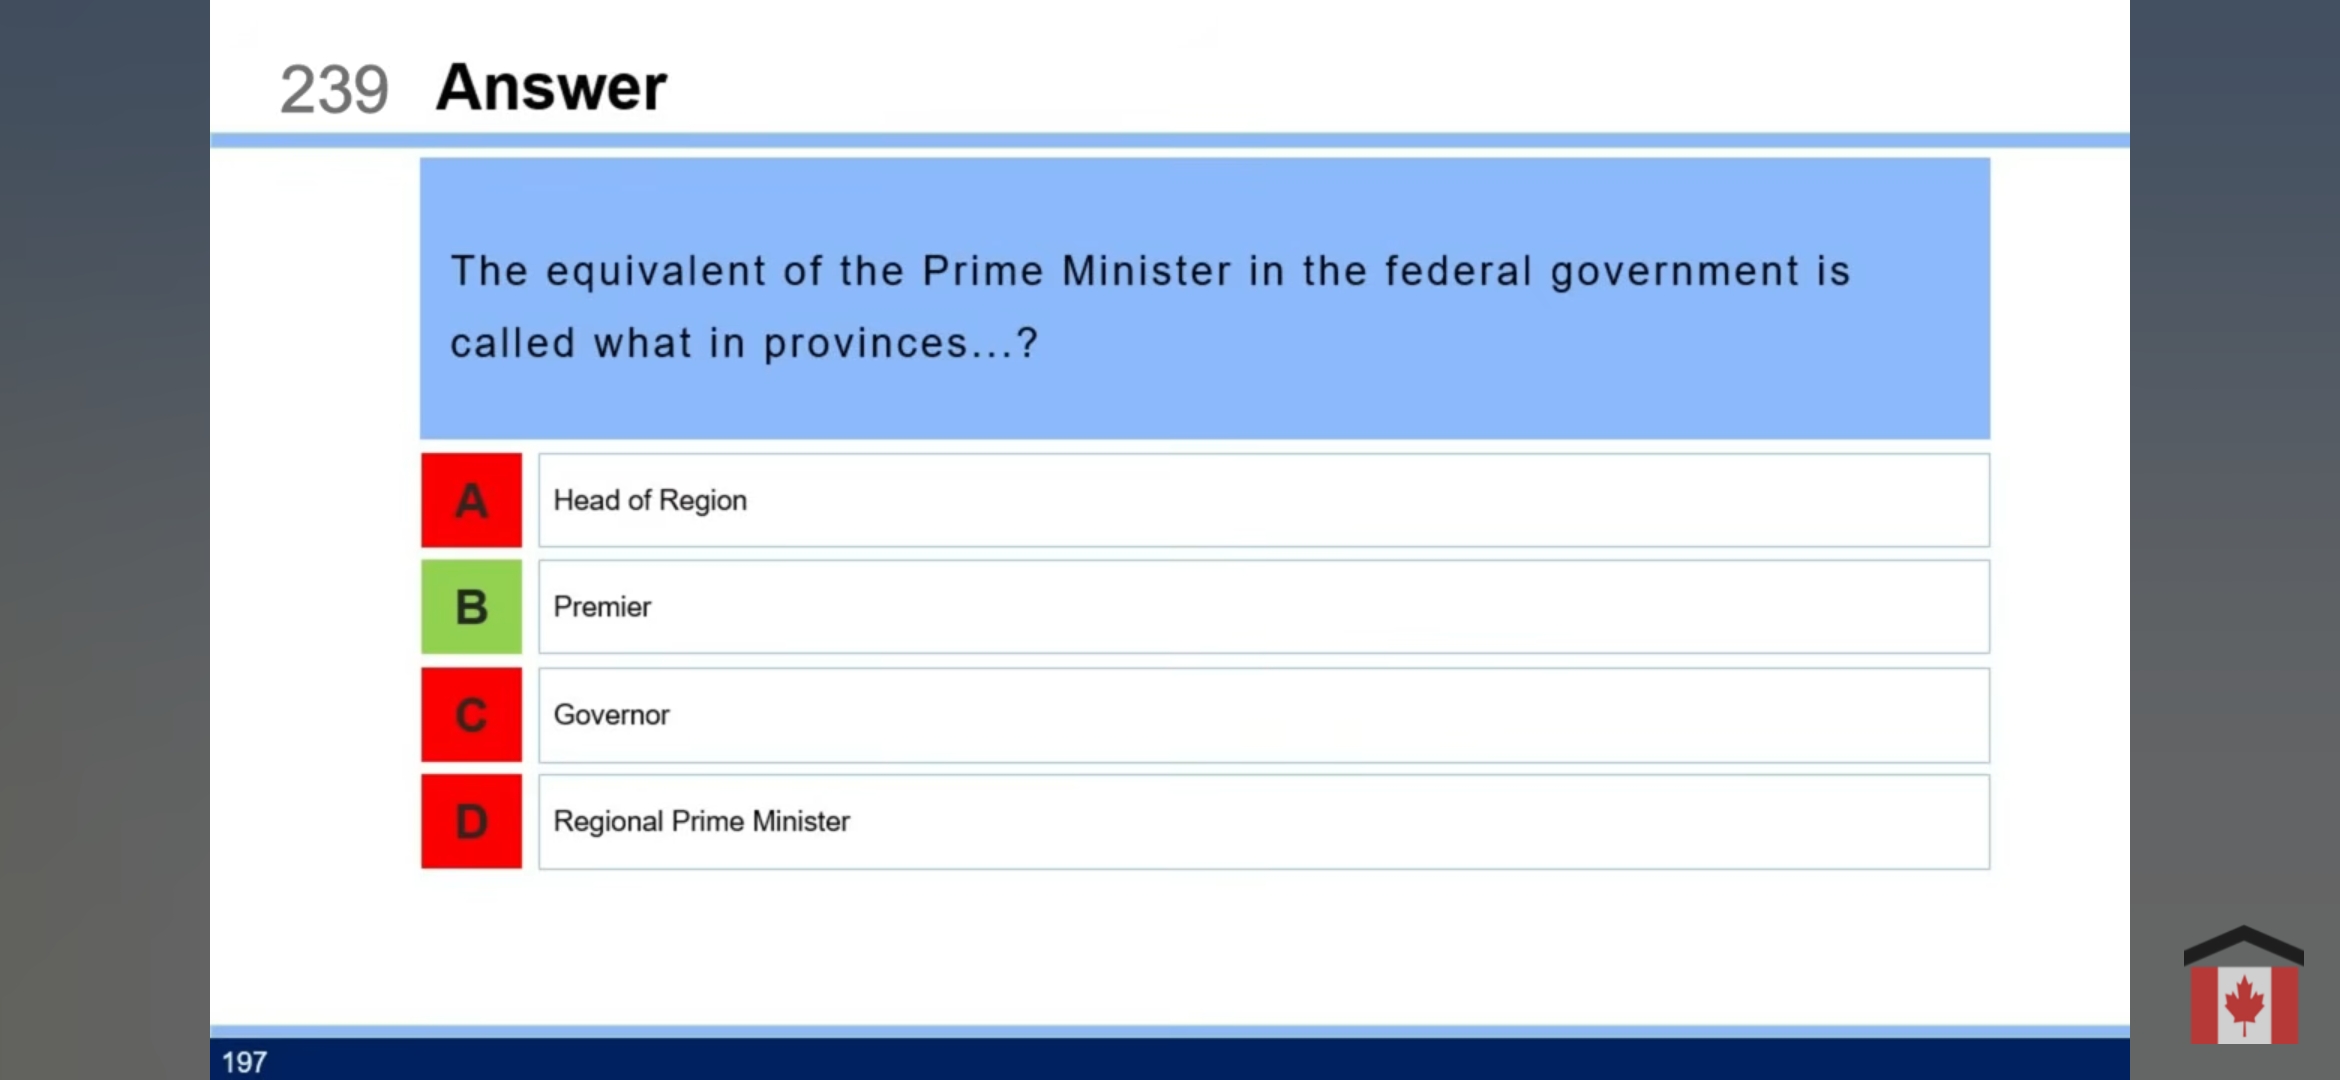 239 Answer
The equivalent of the Prime Minister in the federal government is
called what in provinces...?
A Head of Region
B Premier
C Governor
D Regional Prime Minister
197